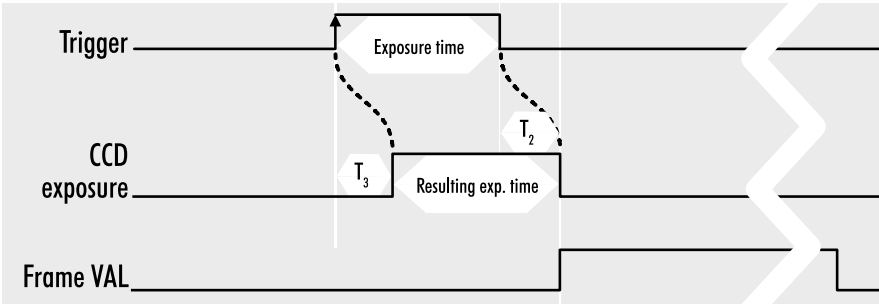 Trigger
Exposure time
T2
CCD
exposure
T3
Resulting exp. time
Frame VAL